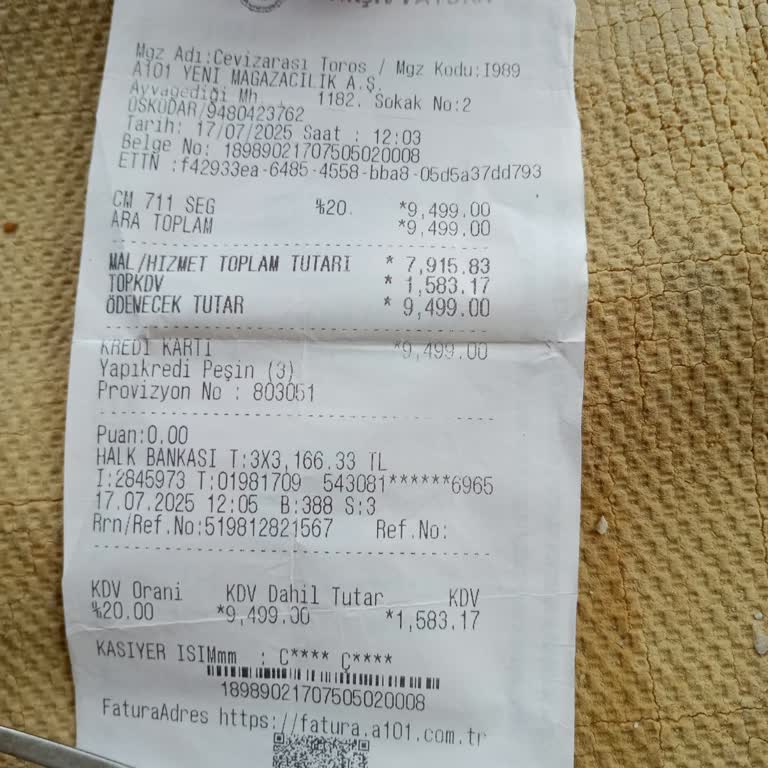 Mgz Adı:Cevizarası Toros / Mgz Kodu:I989
A101 YENI MAGAZACILIK A.Ş.
Ayvagediği Mh. 1182. Sokak No:2
ÜSKÜDAR/9480423762
Tarih: 17/07/2025 Saat : 12:03
Belge No: 18989021707505020008
ETTN :f42933ea-6485-4558-bba8-05d5a37dd793
CM 711 SEG %20. *9,499.00
ARA TOPLAM *9,499.00
MAL/HIZMET TOPLAM TUTARI * 7,915.83
TOPKDV * 1,583.17
ÖDENECEK TUTAR * 9,499.00
KREDI KARTI *9,499.00
Yapıkredi Peşin (3)
Provizyon No : 803051
Puan:0.00
HALK BANKASI T:3X3,166.33 TL
I:2845973 T:01981709 543081******6965
17.07.2025 12:05 B:388 S:3
Rrn/Ref.No:519812821567 Ref.No:
KDV Orani KDV Dahil Tutar KDV
%20.00 *9,499.00 *1,583.17
KASIYER ISIMmm : C**** Ç****
18989021707505020008
FaturaAdres https://fatura.a101.com.tr